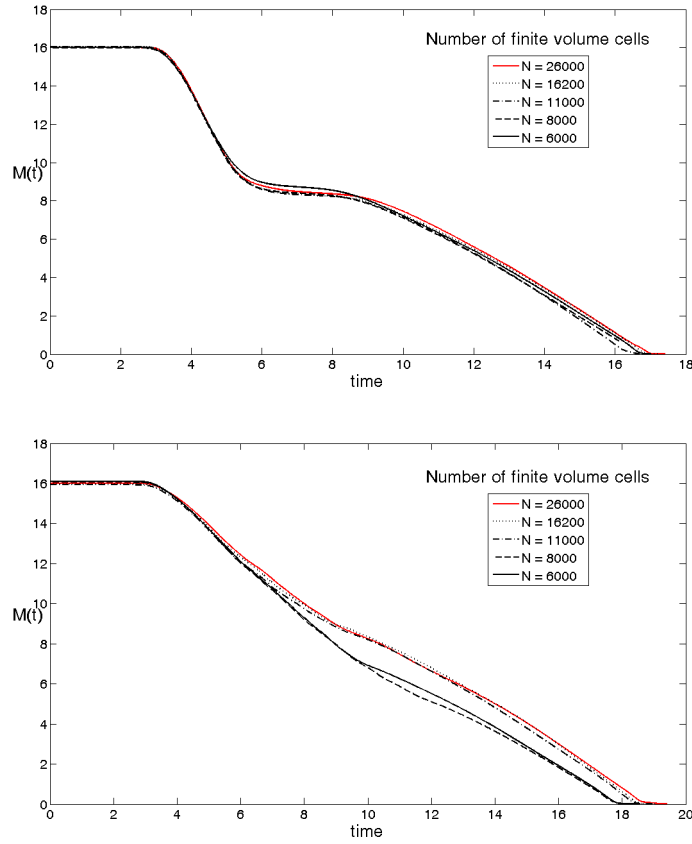 18
16
14
12
10
M(t)
8
6
4
2
0
0 2 4 6 8 10 12 14 16 18
time
Number of finite volume cells
N = 26000
N = 16200
N = 11000
N = 8000
N = 6000
18
16
14
12
10
M(t)
8
6
4
2
0
0 2 4 6 8 10 12 14 16 18 20
time
Number of finite volume cells
N = 26000
N = 16200
N = 11000
N = 8000
N = 6000